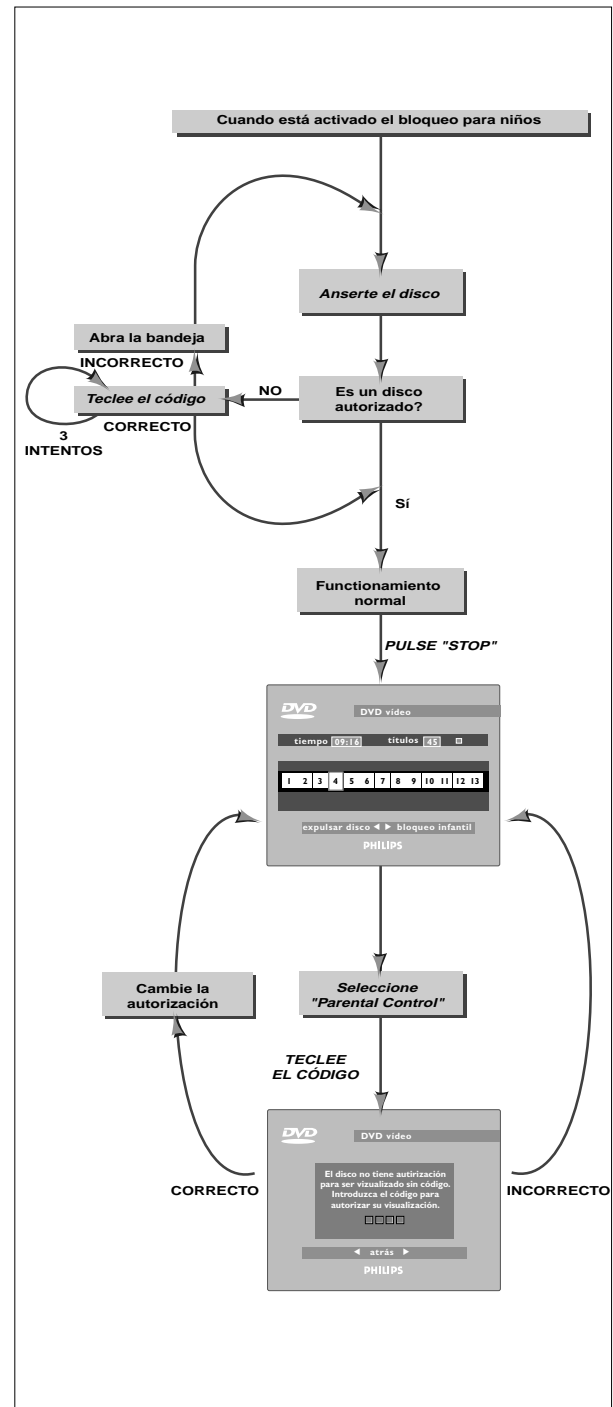 Cuando está activado el bloqueo para niños
Anserte el disco
Abra la bandeja
INCORRECTO
Teclee el código
NO
Es un disco
autorizado?
CORRECTO
3
INTENTOS
Sí
Functionamiento
normal
PULSE "STOP"
DVD
DVD vídeo
tiempo 09:16 títulos 45
1 2 3 4 5 6 7 8 9 10 11 12 13
expulsar disco ◀ ▶ bloqueo infantil
PHILIPS
Cambie la
autorización
Seleccione
"Parental Control"
TECLEE
EL CÓDIGO
DVD
DVD vídeo
El disco no tiene autirización
para ser vizualizado sin código.
Introduzca el código para
autorizar su visualización.
CORRECTO
INCORRECTO
◀ atrás ▶
PHILIPS